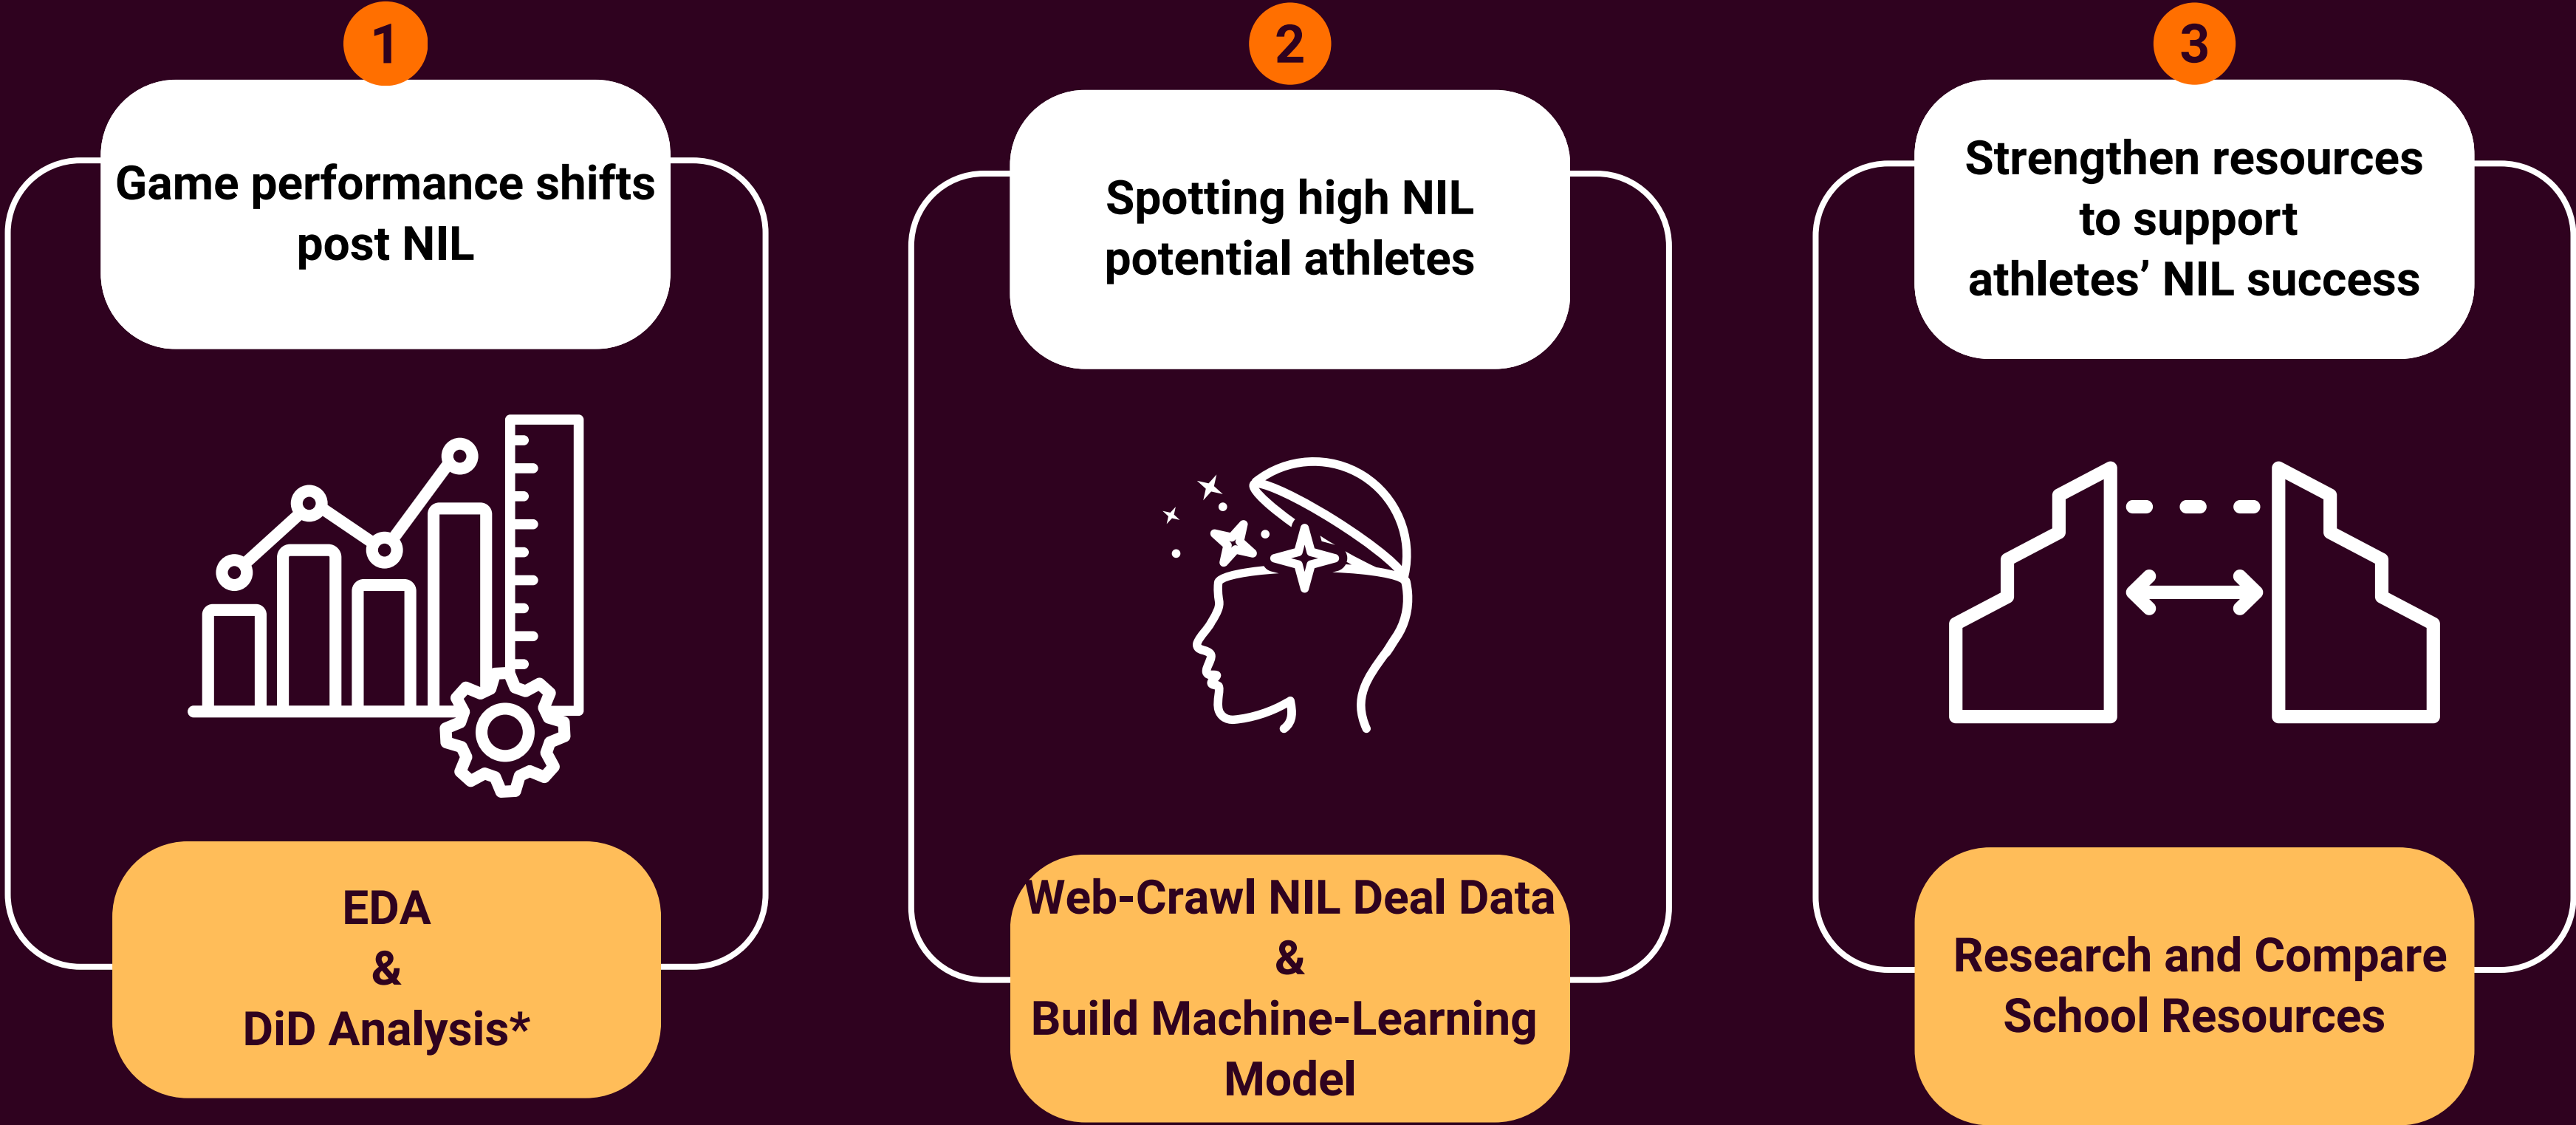 1
Game performance shifts
post NIL
EDA
&
DiD Analysis*
2
Spotting high NIL
potential athletes
Web-Crawl NIL Deal Data
&
Build Machine-Learning
Model
3
Strengthen resources
to support
athletes’ NIL success
Research and Compare
School Resources